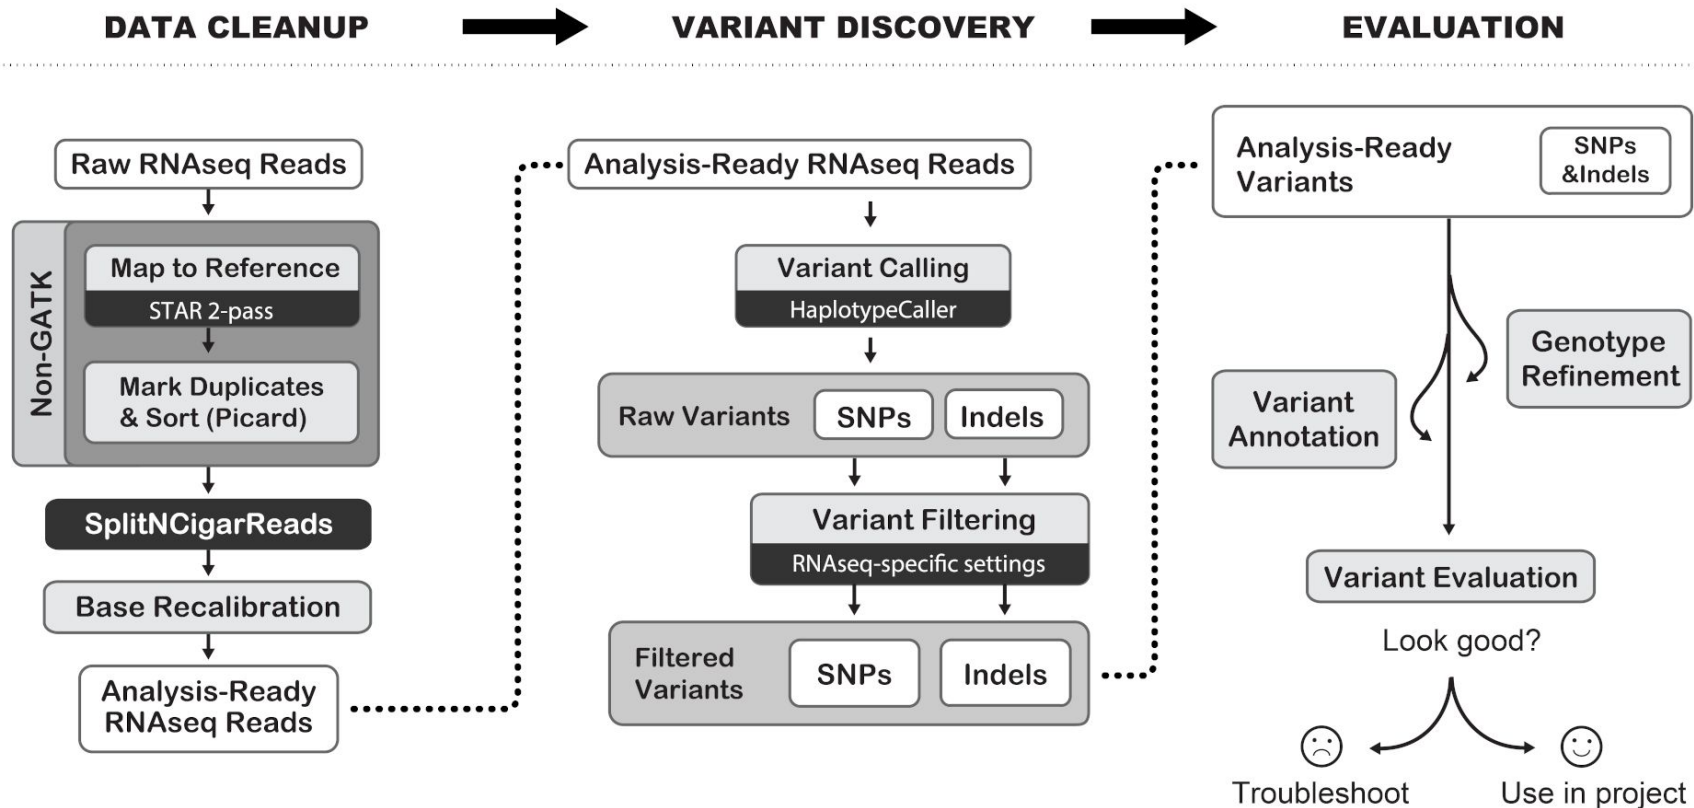 DATA CLEANUP
VARIANT DISCOVERY
EVALUATION
Raw RNAseq Reads
Non-GATK
Map to Reference
STAR 2-pass
Mark Duplicates
& Sort (Picard)
SplitNCigarReads
Base Recalibration
Analysis-Ready
RNAseq Reads
Analysis-Ready RNAseq Reads
Variant Calling
HaplotypeCaller
Raw Variants
SNPs
Indels
Variant Filtering
RNAseq-specific settings
Filtered
Variants
SNPs
Indels
Analysis-Ready
Variants
SNPs
&Indels
Genotype
Refinement
Variant
Annotation
Variant Evaluation
Look good?
Troubleshoot
Use in project